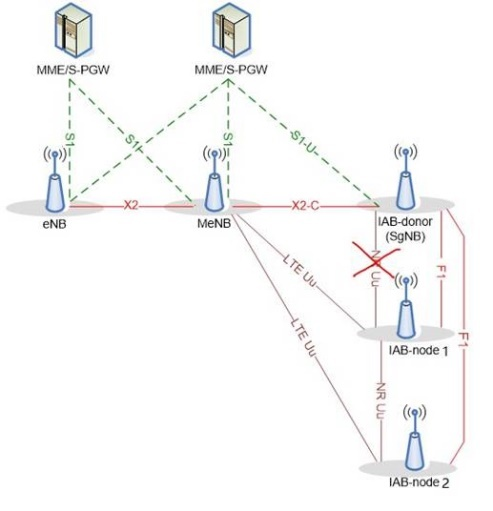 MME/S-PGW
MME/S-PGW
S1
S1
S1
S1-U
eNB
X2
MeNB
X2-C
IAB-donor
(SgNB)
LTE Uu
NR Uu
F1
F1
IAB-node 1
LTE Uu
NR Uu
IAB-node 2